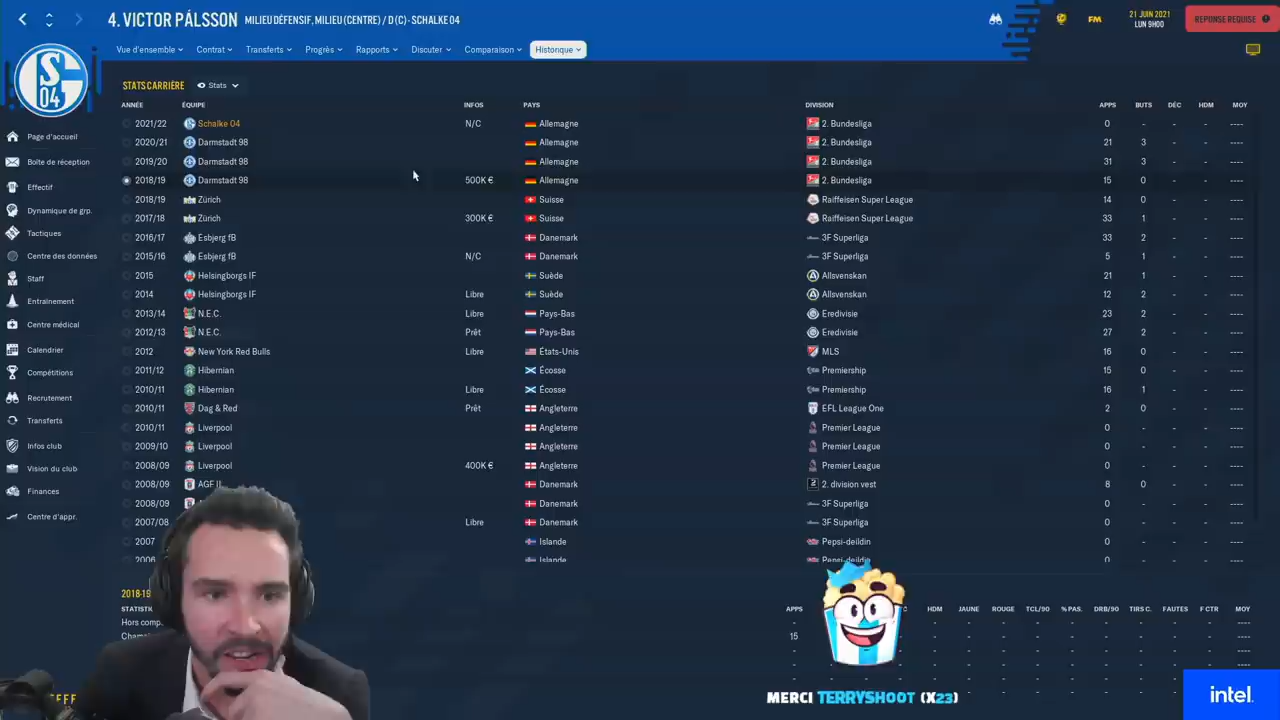 4. VICTOR PÁLSSON MILIEU DÉFENSIF, MILIEU (CENTRE) / D (C) - SCHALKE 04
FM
21 JUIN 2021
LUN 9H00
RÉPONSE REQUISE
Vue d'ensemble Contrat Transferts Progrès Rapports Discuter Comparaison Historique
S 04
STATS CARRIÈRE Stats
ANNÉE ÉQUIPE INFOS PAYS DIVISION APPS BUTS DÉC HDM MOY
2021/22 Schalke 04 N/C Allemagne 2. Bundesliga 0 - - - ----
2020/21 Darmstadt 98 Allemagne 2. Bundesliga 21 3 - - ----
2019/20 Darmstadt 98 Allemagne 2. Bundesliga 31 3 - - ----
2018/19 Darmstadt 98 500K € Allemagne 2. Bundesliga 15 0 - - ----
2018/19 Zürich Suisse Raiffeisen Super League 14 0 - - ----
2017/18 Zürich 300K € Suisse Raiffeisen Super League 33 1 - - ----
2016/17 Esbjerg fB Danemark 3F Superliga 33 2 - - ----
2015/16 Esbjerg fB N/C Danemark 3F Superliga 5 1 - - ----
2015 Helsingborgs IF Suède Allsvenskan 21 1 - - ----
2014 Helsingborgs IF Libre Suède Allsvenskan 12 2 - - ----
2013/14 N.E.C. Libre Pays-Bas Eredivisie 23 2 - - ----
2012/13 N.E.C. Prêt Pays-Bas Eredivisie 27 2 - - ----
2012 New York Red Bulls Libre États-Unis MLS 16 0 - - ----
2011/12 Hibernian Écosse Premiership 15 0 - - ----
2010/11 Hibernian Libre Écosse Premiership 16 1 - - ----
2010/11 Dag & Red Prêt Angleterre EFL League One 2 0 - - ----
2010/11 Liverpool Angleterre Premier League 0 - - - ----
2009/10 Liverpool Angleterre Premier League 0 - - - ----
2008/09 Liverpool 400K € Angleterre Premier League 0 - - - ----
2008/09 AGF II Danemark 2. division vest 8 0 - - ----
2008/09 Danemark 3F Superliga 0 - - - ----
2007/08 Libre Danemark 3F Superliga 0 - - - ----
2007 Islande Pepsi-deildin 0 - - - ----
2006 Islande Pepsi-deildin 0 - - - ----
Page d'accueil
Boîte de réception
Effectif
Dynamique de grp.
Tactiques
Centre des données
Staff
Entraînement
Centre médical
Calendrier
Compétitions
Recrutement
Transferts
Infos club
Vision du club
Finances
Centre d'appr.
2018-19
APPS HDM JAUNE ROUGE TCL/90 % PAS. DRB/90 TIRS C. FAUTES F CTR MOY
Hors comp
15
MERCI TERRYSHOOT (X23)
intel.